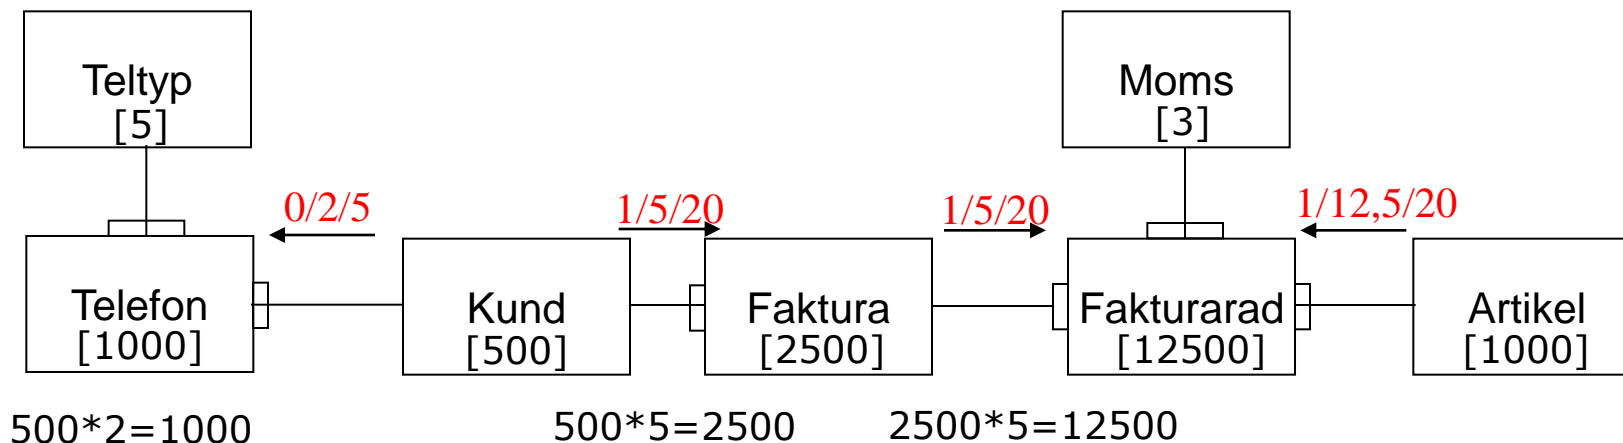 Teltyp
[5]
Moms
[3]
0/2/5
1/5/20
1/5/20
1/12,5/20
Telefon
[1000]
Kund
[500]
Faktura
[2500]
Fakturarad
[12500]
Artikel
[1000]
500*2=1000
500*5=2500
2500*5=12500